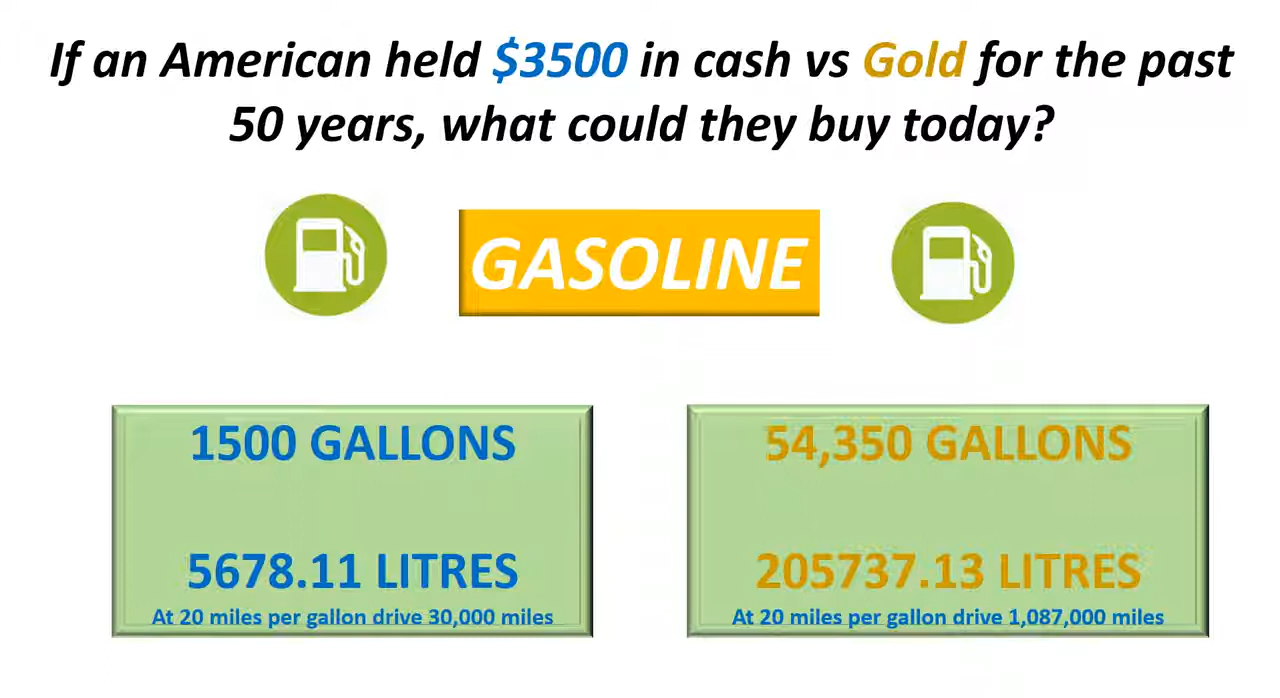 If an American held $3500 in cash vs Gold for the past
50 years, what could they buy today?
GASOLINE
1500 GALLONS
5678.11 LITRES
At 20 miles per gallon drive 30,000 miles
54,350 GALLONS
205737.13 LITRES
At 20 miles per gallon drive 1,087,000 miles